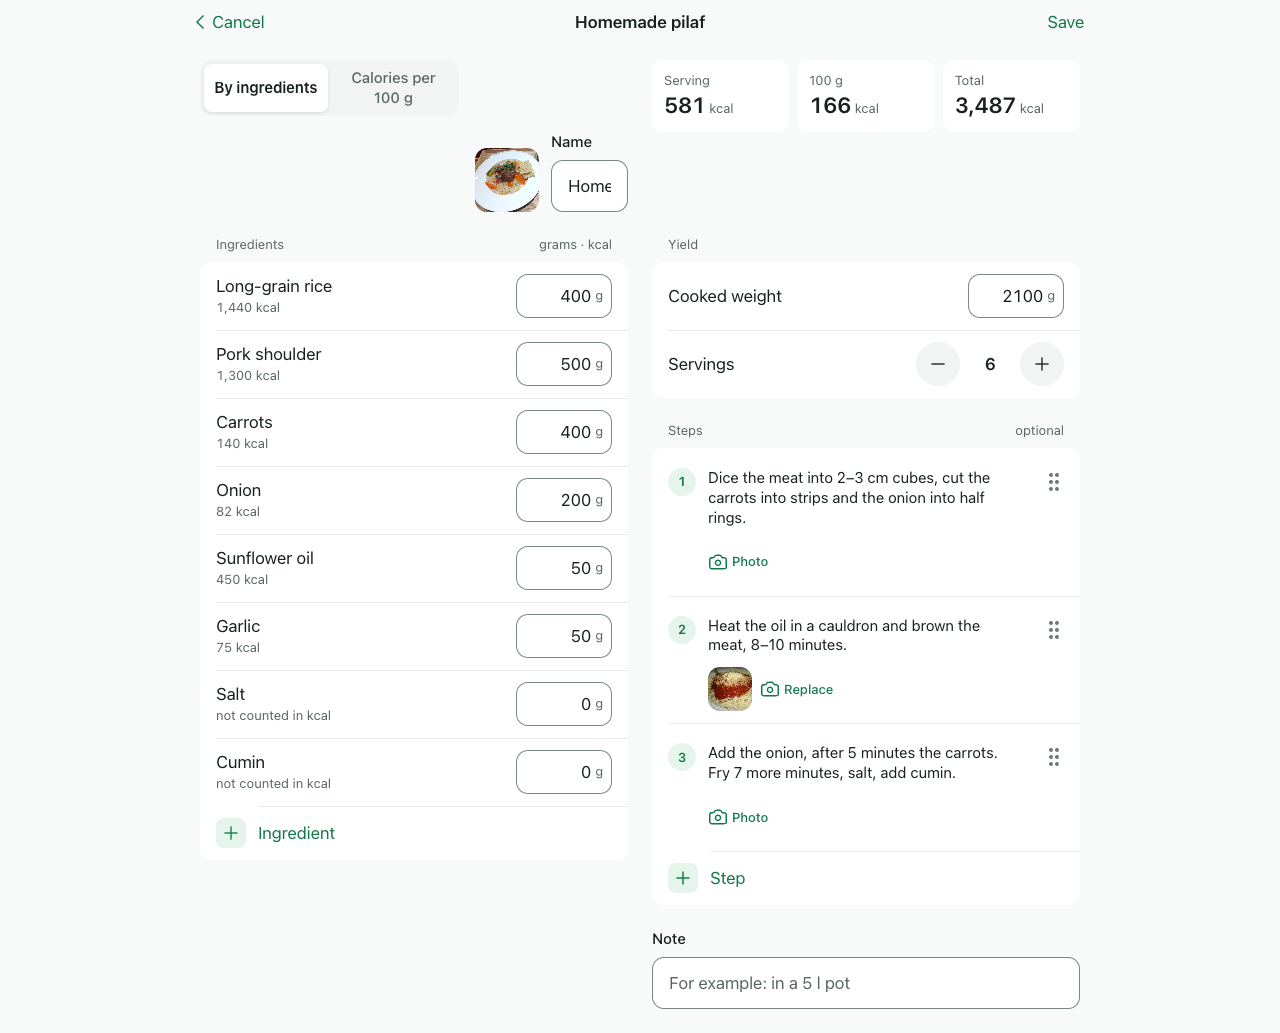 Cancel
Homemade pilaf
Save
By ingredients
Calories per
100 g
Serving
581 kcal
100 g
166 kcal
Total
3,487 kcal
Name
Home
Ingredients
grams · kcal
Long-grain rice
1,440 kcal
400 g
Pork shoulder
1,300 kcal
500 g
Carrots
140 kcal
400 g
Onion
82 kcal
200 g
Sunflower oil
450 kcal
50 g
Garlic
75 kcal
50 g
Salt
not counted in kcal
0 g
Cumin
not counted in kcal
0 g
Ingredient
Yield
Cooked weight
2100 g
Servings
6
Steps
optional
1
Dice the meat into 2–3 cm cubes, cut the
carrots into strips and the onion into half
rings.
Photo
2
Heat the oil in a cauldron and brown the
meat, 8–10 minutes.
Replace
3
Add the onion, after 5 minutes the carrots.
Fry 7 more minutes, salt, add cumin.
Photo
Step
Note
For example: in a 5 l pot